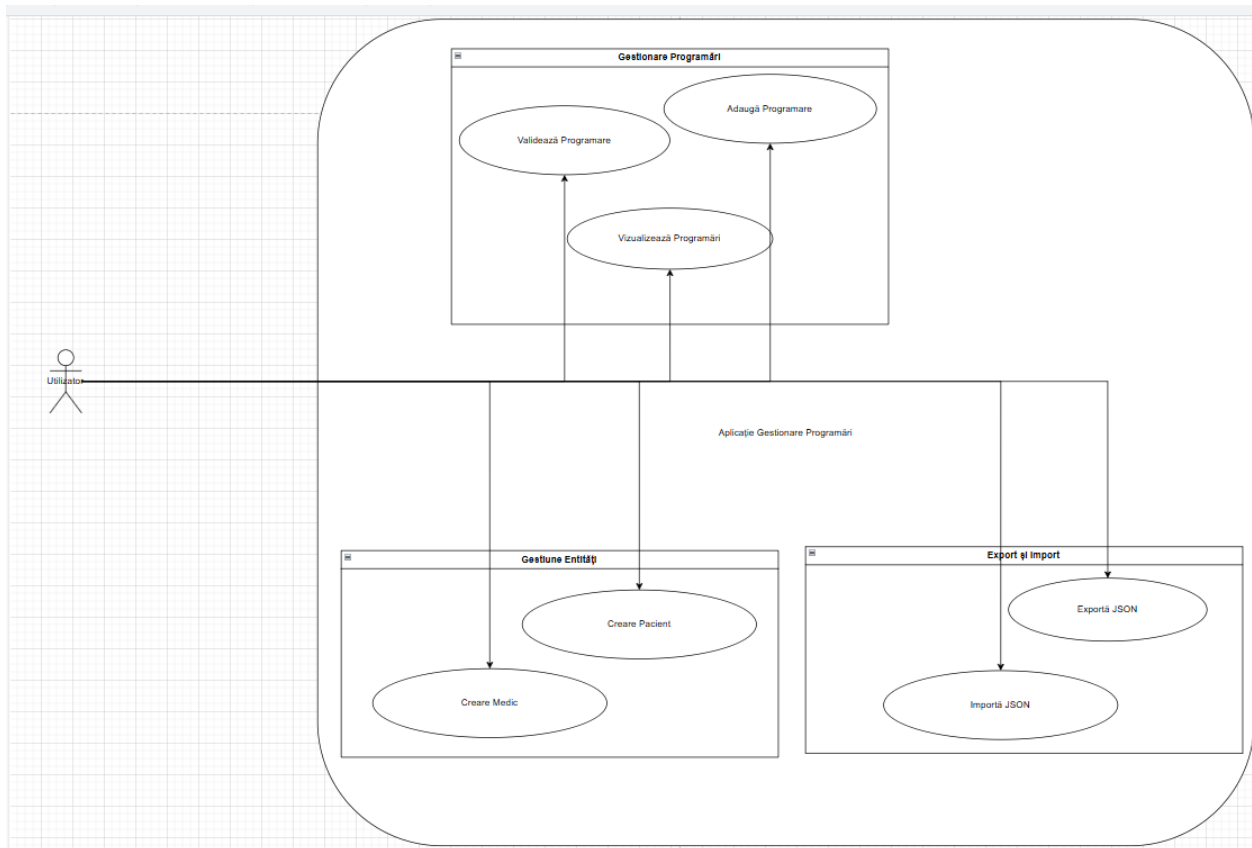 Gestionare Programări
Adaugă Programare
Validează Programare
Vizualizează Programări
Utilizator
Aplicație Gestionare Programări
Gestiune Entități
Export și Import
Creare Pacient
Exportă JSON
Creare Medic
Importă JSON